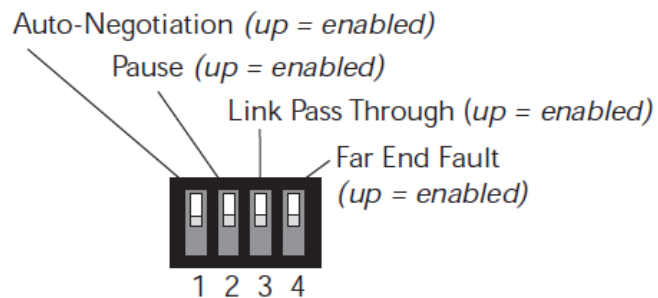 Auto-Negotiation (up = enabled)
Pause (up = enabled)
Link Pass Through (up = enabled)
Far End Fault
(up = enabled)
1 2 3 4